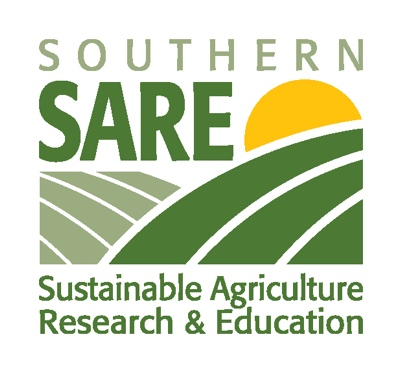 SOUTHERN
SARE
Sustainable Agriculture
Research & Education